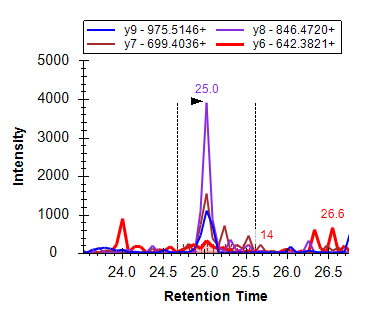 y9 - 975.5146+ y8 - 846.4720+
y7 - 699.4036+ y6 - 642.3821+
5000
4000
3000
2000
1000
0
Intensity
25.0
14
26.6
24.0 24.5 25.0 25.5 26.0 26.5
Retention Time